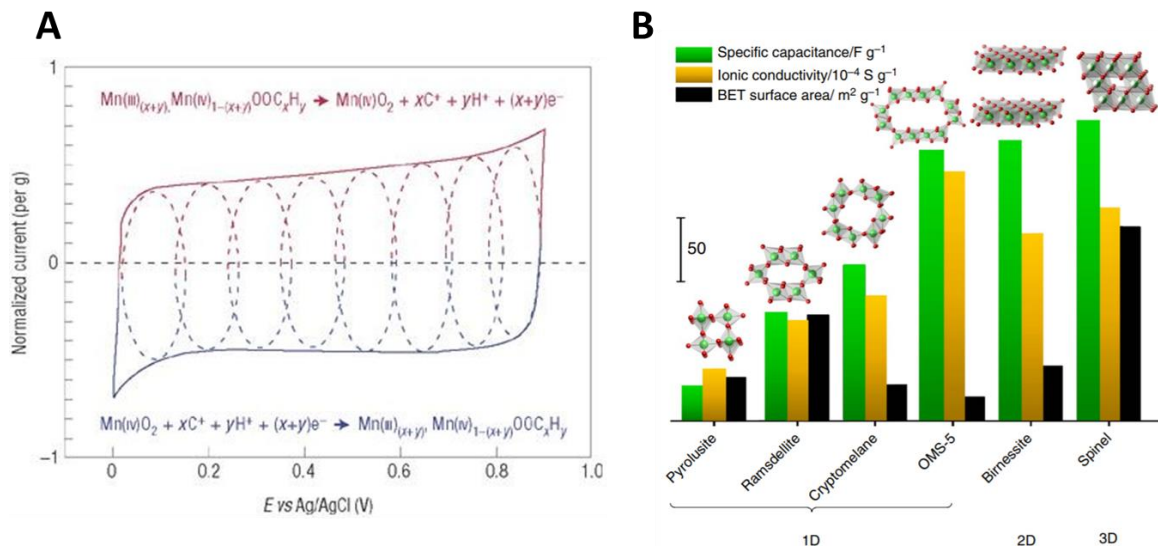 A
1
Mn(III)(x+y), Mn(IV)1−(x+y)OOCxHy → Mn(IV)O2 + xC+ + yH+ + (x+y)e−
Normalized current (per g)
0
Mn(IV)O2 + xC+ + yH+ + (x+y)e− → Mn(III)(x+y), Mn(IV)1−(x+y)OOCxHy
−1
0 0.2 0.4 0.6 0.8 1.0
E vs Ag/AgCl (V)
B
Specific capacitance/F g−1
Ionic conductivity/10−4 S g−1
BET surface area/ m2 g−1
50
Pyrolusite
Ramsdellite
Cryptomelane
OMS-5
Birnessite
Spinel
1D 2D 3D